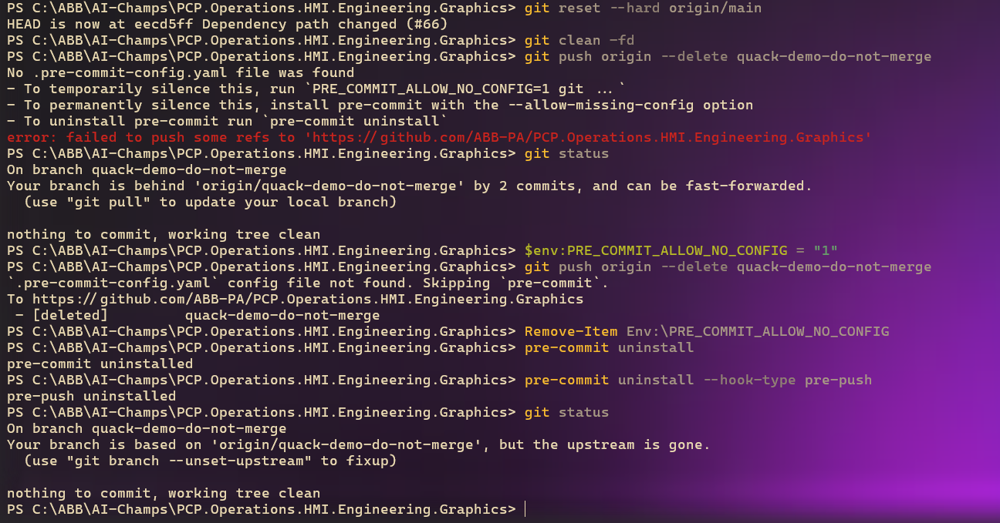 PS C:\ABB\AI-Champs\PCP.Operations.HMI.Engineering.Graphics> git reset --hard origin/main
HEAD is now at eecd5ff Dependency path changed (#66)
PS C:\ABB\AI-Champs\PCP.Operations.HMI.Engineering.Graphics> git clean -fd
PS C:\ABB\AI-Champs\PCP.Operations.HMI.Engineering.Graphics> git push origin --delete quack-demo-do-not-merge
No .pre-commit-config.yaml file was found
- To temporarily silence this, run `PRE_COMMIT_ALLOW_NO_CONFIG=1 git ...`
- To permanently silence this, install pre-commit with the --allow-missing-config option
- To uninstall pre-commit run `pre-commit uninstall`
error: failed to push some refs to 'https://github.com/ABB-PA/PCP.Operations.HMI.Engineering.Graphics'
PS C:\ABB\AI-Champs\PCP.Operations.HMI.Engineering.Graphics> git status
On branch quack-demo-do-not-merge
Your branch is behind 'origin/quack-demo-do-not-merge' by 2 commits, and can be fast-forwarded.
  (use "git pull" to update your local branch)

nothing to commit, working tree clean
PS C:\ABB\AI-Champs\PCP.Operations.HMI.Engineering.Graphics> $env:PRE_COMMIT_ALLOW_NO_CONFIG = "1"
PS C:\ABB\AI-Champs\PCP.Operations.HMI.Engineering.Graphics> git push origin --delete quack-demo-do-not-merge
`.pre-commit-config.yaml` config file not found. Skipping `pre-commit`.
To https://github.com/ABB-PA/PCP.Operations.HMI.Engineering.Graphics
 - [deleted]         quack-demo-do-not-merge
PS C:\ABB\AI-Champs\PCP.Operations.HMI.Engineering.Graphics> Remove-Item Env:\PRE_COMMIT_ALLOW_NO_CONFIG
PS C:\ABB\AI-Champs\PCP.Operations.HMI.Engineering.Graphics> pre-commit uninstall
pre-commit uninstalled
PS C:\ABB\AI-Champs\PCP.Operations.HMI.Engineering.Graphics> pre-commit uninstall --hook-type pre-push
pre-push uninstalled
PS C:\ABB\AI-Champs\PCP.Operations.HMI.Engineering.Graphics> git status
On branch quack-demo-do-not-merge
Your branch is based on 'origin/quack-demo-do-not-merge', but the upstream is gone.
  (use "git branch --unset-upstream" to fixup)

nothing to commit, working tree clean
PS C:\ABB\AI-Champs\PCP.Operations.HMI.Engineering.Graphics>